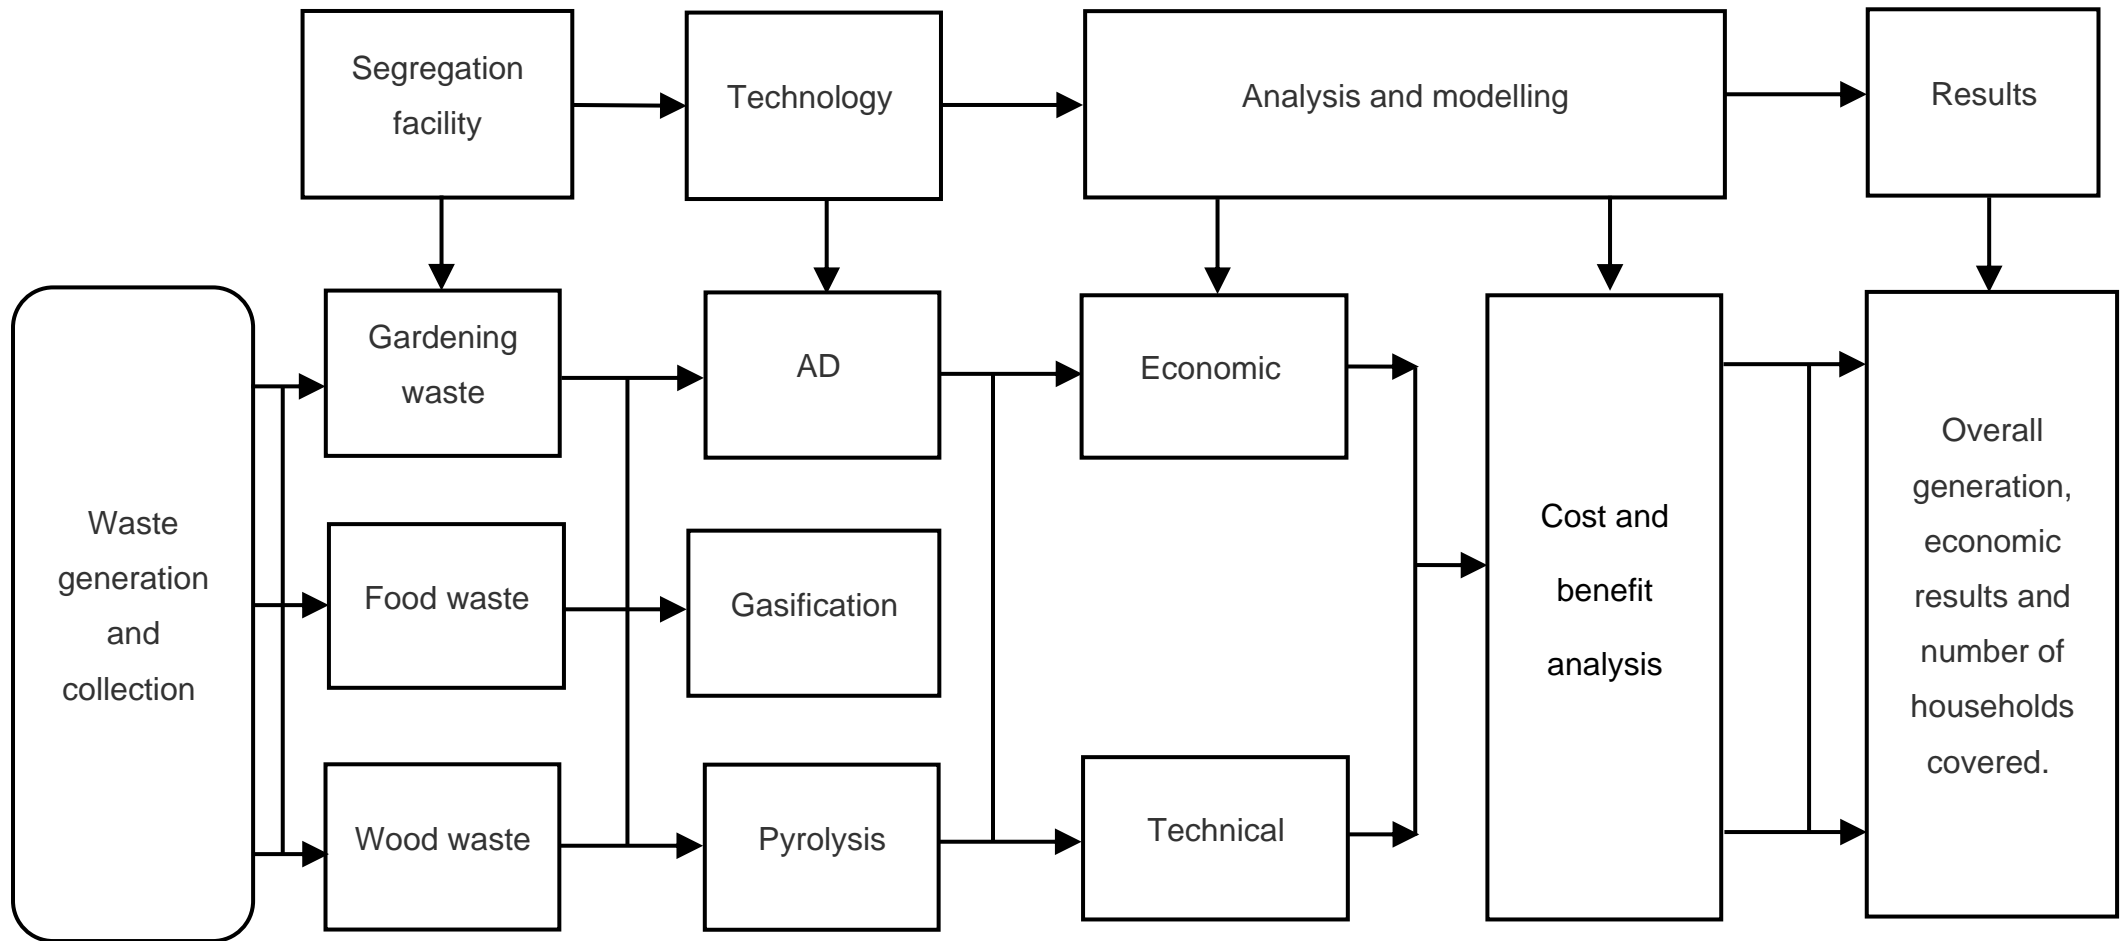 Segregation
facility
Technology
Analysis and modelling
Results
Waste
generation
and
collection
Gardening
waste
Food waste
Wood waste
AD
Gasification
Pyrolysis
Economic
Technical
Cost and
benefit
analysis
Overall
generation,
economic
results and
number of
households
covered.